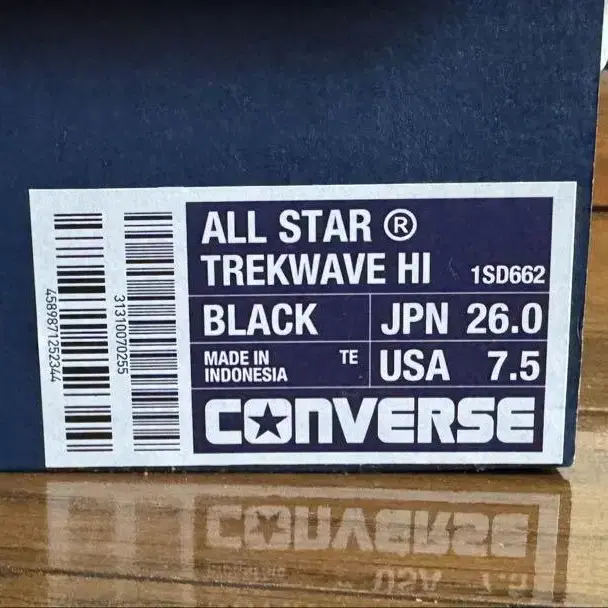 ALL STAR ®
TREKWAVE HI 1SD662
BLACK JPN 26.0
MADE IN INDONESIA TE USA 7.5
CONVERSE
4589871252344
31310070255